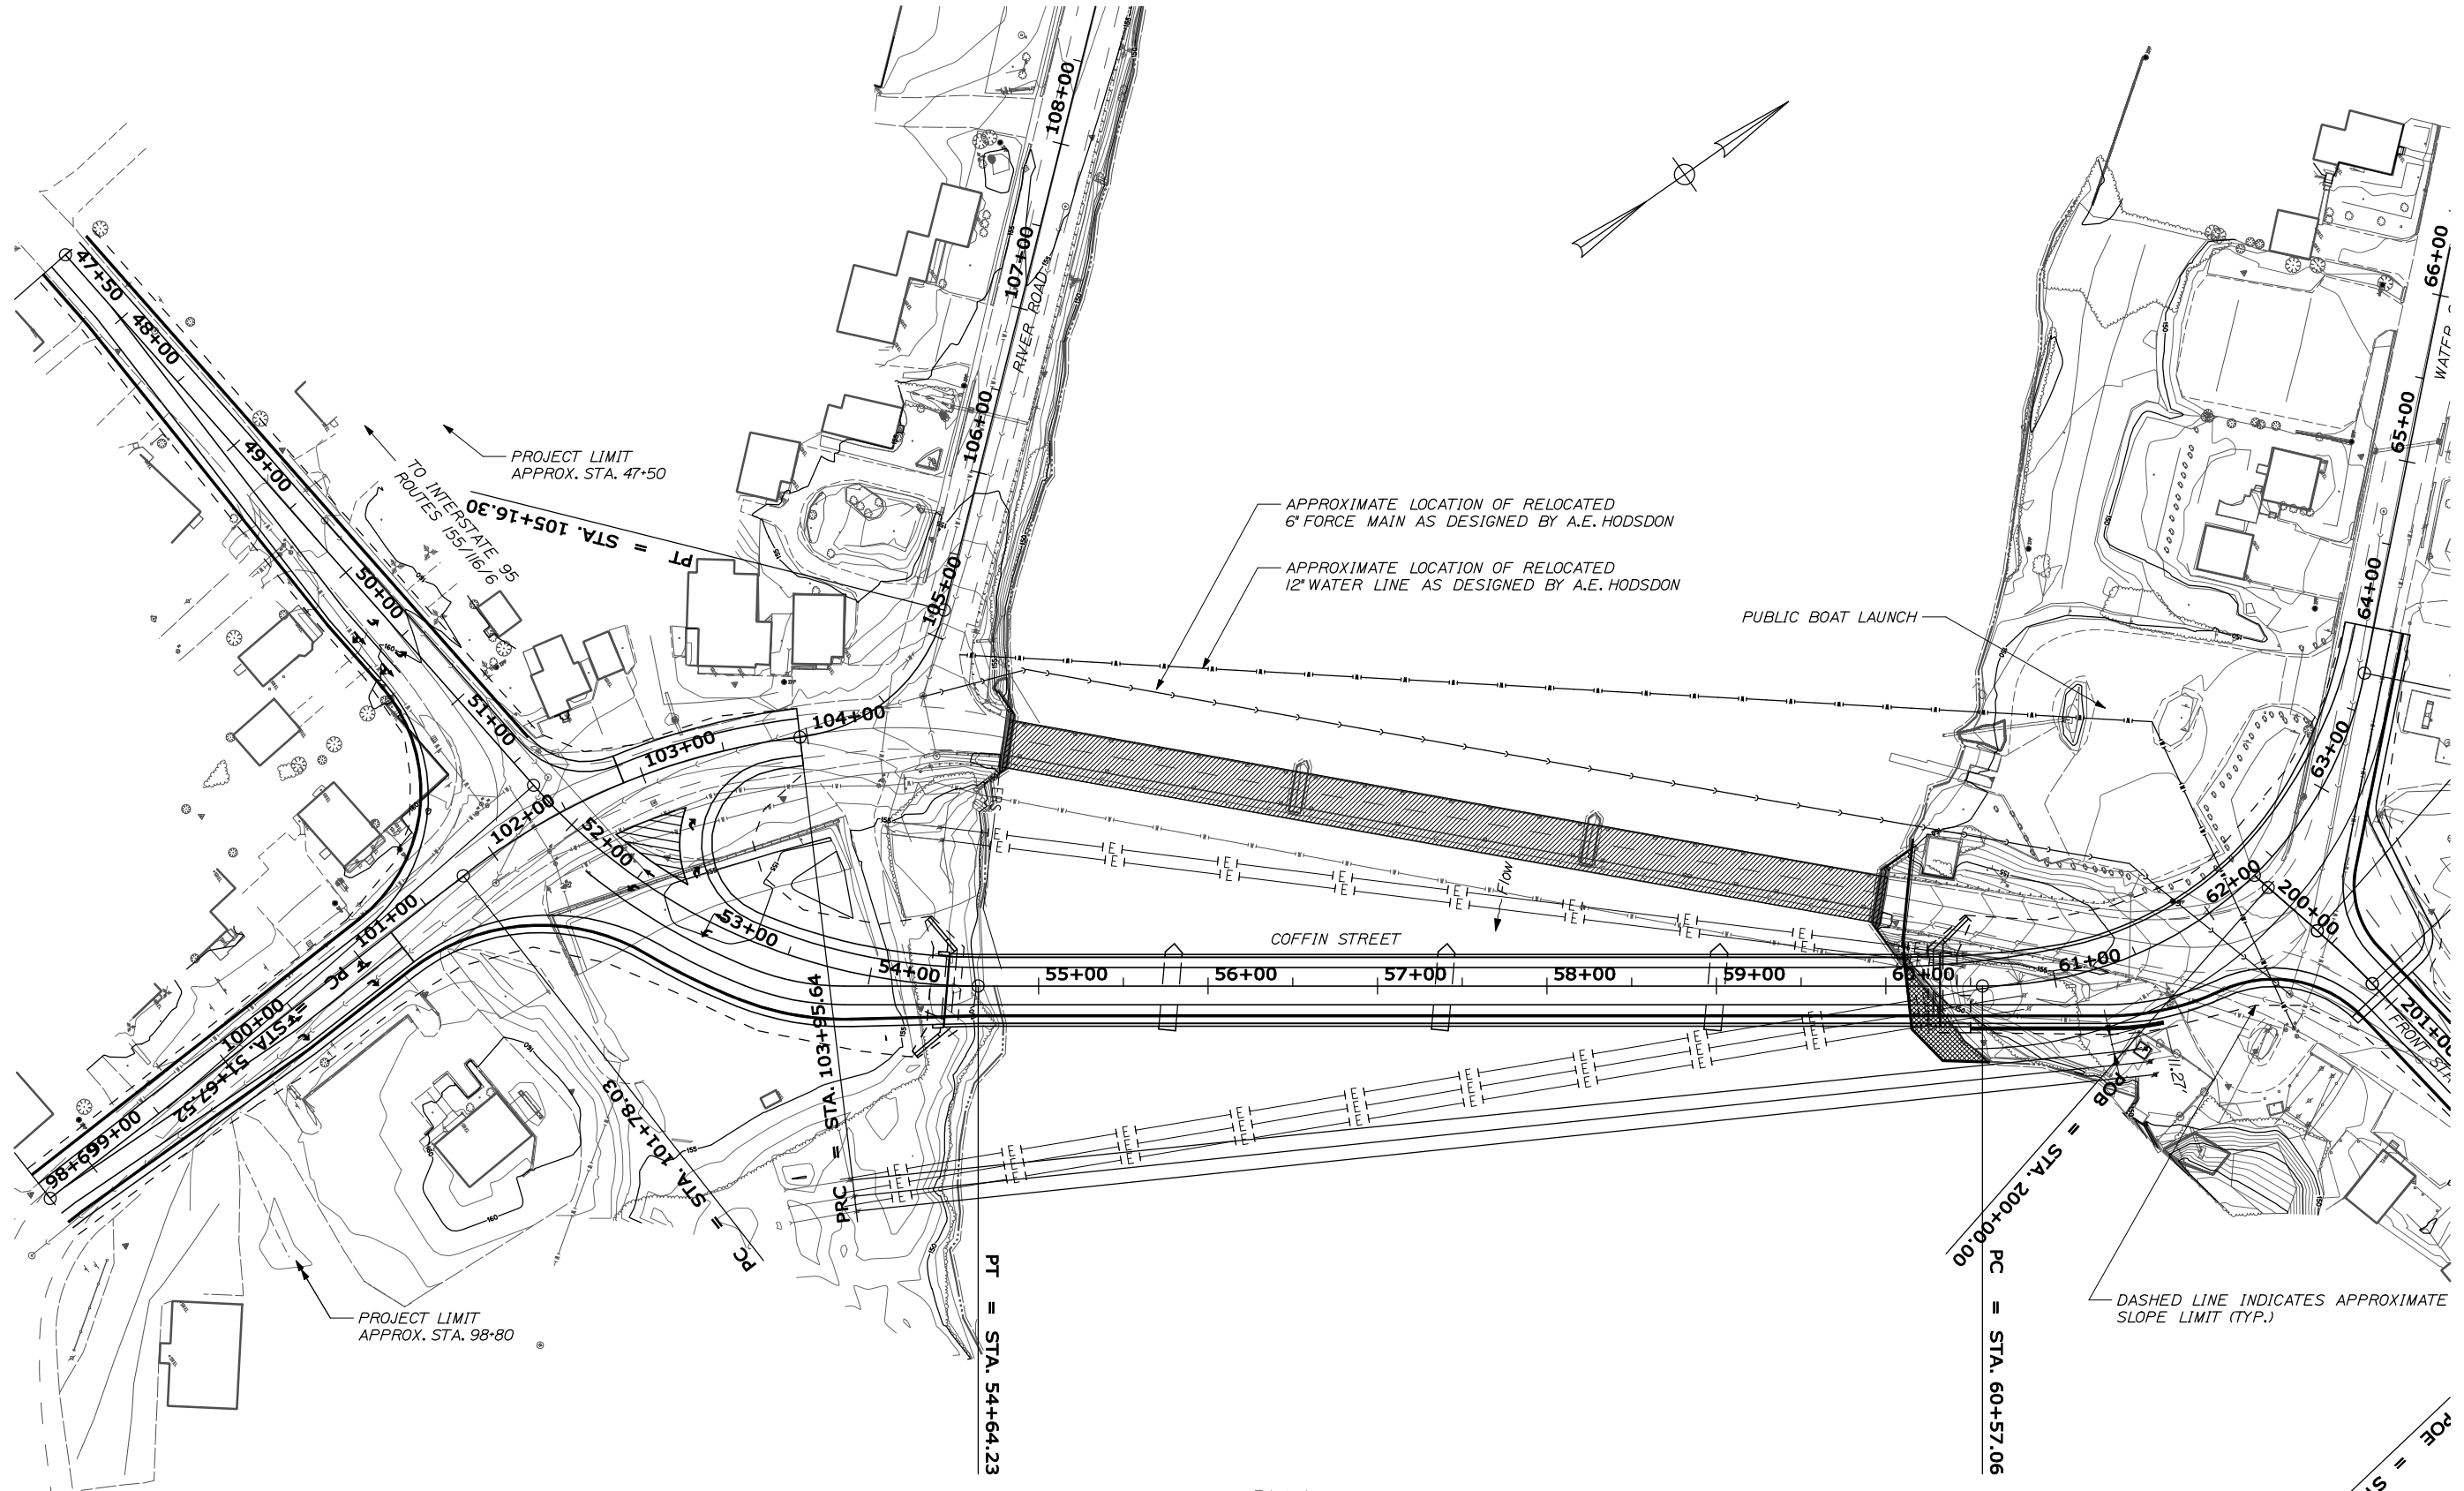 108+00
107+00
RIVER ROAD
106+00
105+00
66+00
65+00
64+00
63+00
62+00
200+00
61+00
201+00
47+50
48+00
49+00
50+00
51+00
52+00
53+00
54+00
55+00
56+00
57+00
58+00
59+00
60+00
PROJECT LIMIT
APPROX. STA. 47+50
TO INTERSTATE 95
ROUTES 155/116/6
PT = STA. 105+16.30
APPROXIMATE LOCATION OF RELOCATED
6" FORCE MAIN AS DESIGNED BY A.E. HODSDON
APPROXIMATE LOCATION OF RELOCATED
12" WATER LINE AS DESIGNED BY A.E. HODSDON
PUBLIC BOAT LAUNCH
104+00
103+00
102+00
101+00
100+00
99+00
98+69
PC = STA. 51+67.52
COFFIN STREET
FlOW
PRC = STA. 103+95.64
PC = STA. 101+78.03
PT = STA. 54+64.23
PC = STA. 60+57.06
POB = STA. 200+00.00
11.27
PROJECT LIMIT
APPROX. STA. 98+80
DASHED LINE INDICATES APPROXIMATE
SLOPE LIMIT (TYP.)
POE =